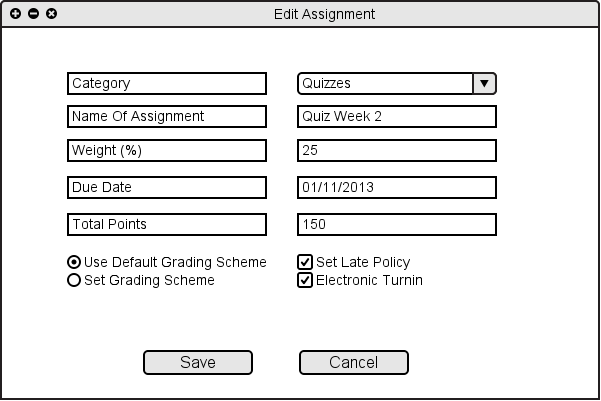 Edit Assignment
Category Quizzes
Name Of Assignment Quiz Week 2
Weight (%) 25
Due Date 01/11/2013
Total Points 150
Use Default Grading Scheme Set Late Policy
Set Grading Scheme Electronic Turnin
Save Cancel